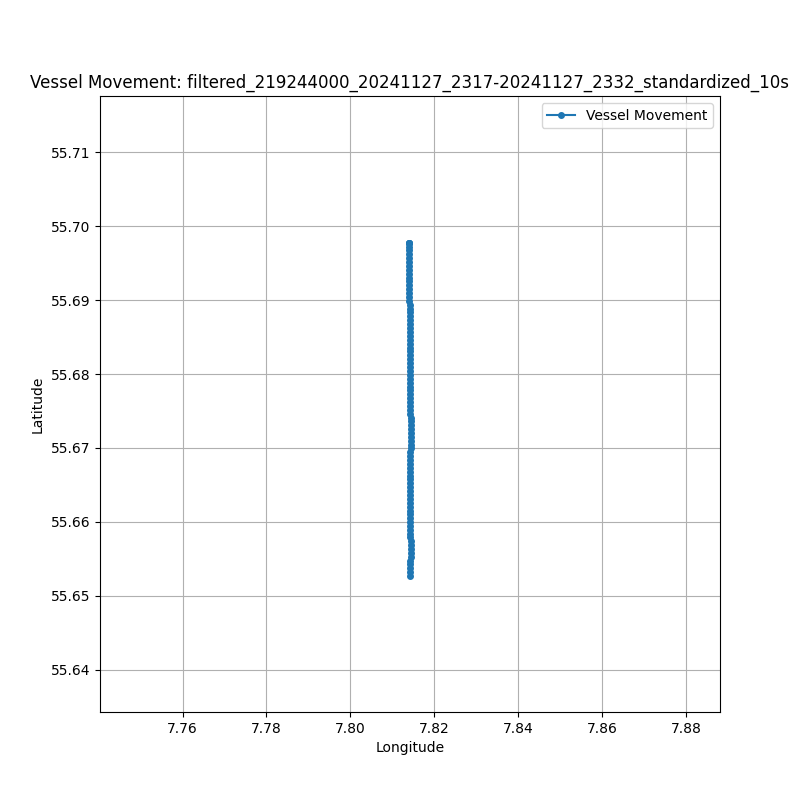 Vessel Movement: filtered_219244000_20241127_2317-20241127_2332_standardized_10s
Vessel Movement
55.71
55.70
55.69
55.68
55.67
55.66
55.65
55.64
Latitude
7.76 7.78 7.80 7.82 7.84 7.86 7.88
Longitude